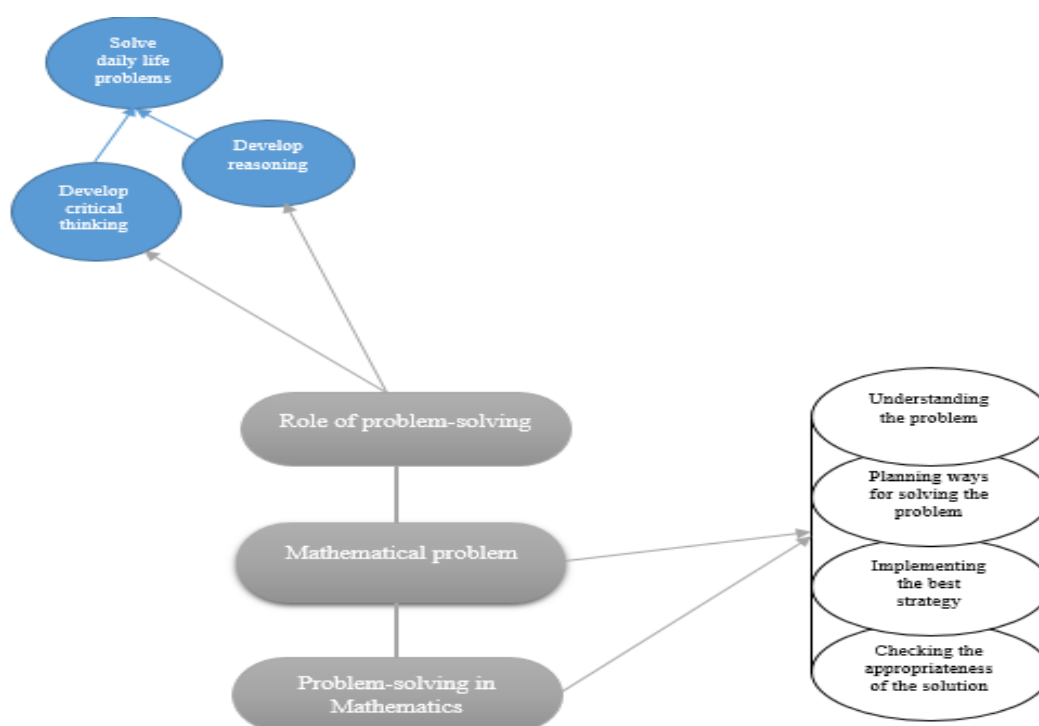 Solve
daily life
problems
Develop
reasoning
Develop
critical
thinking
Role of problem-solving
Understanding
the problem
Planning ways
for solving the
problem
Mathematical problem
Implementing
the best
strategy
Problem-solving in
Mathematics
Checking the
appropriateness
of the solution